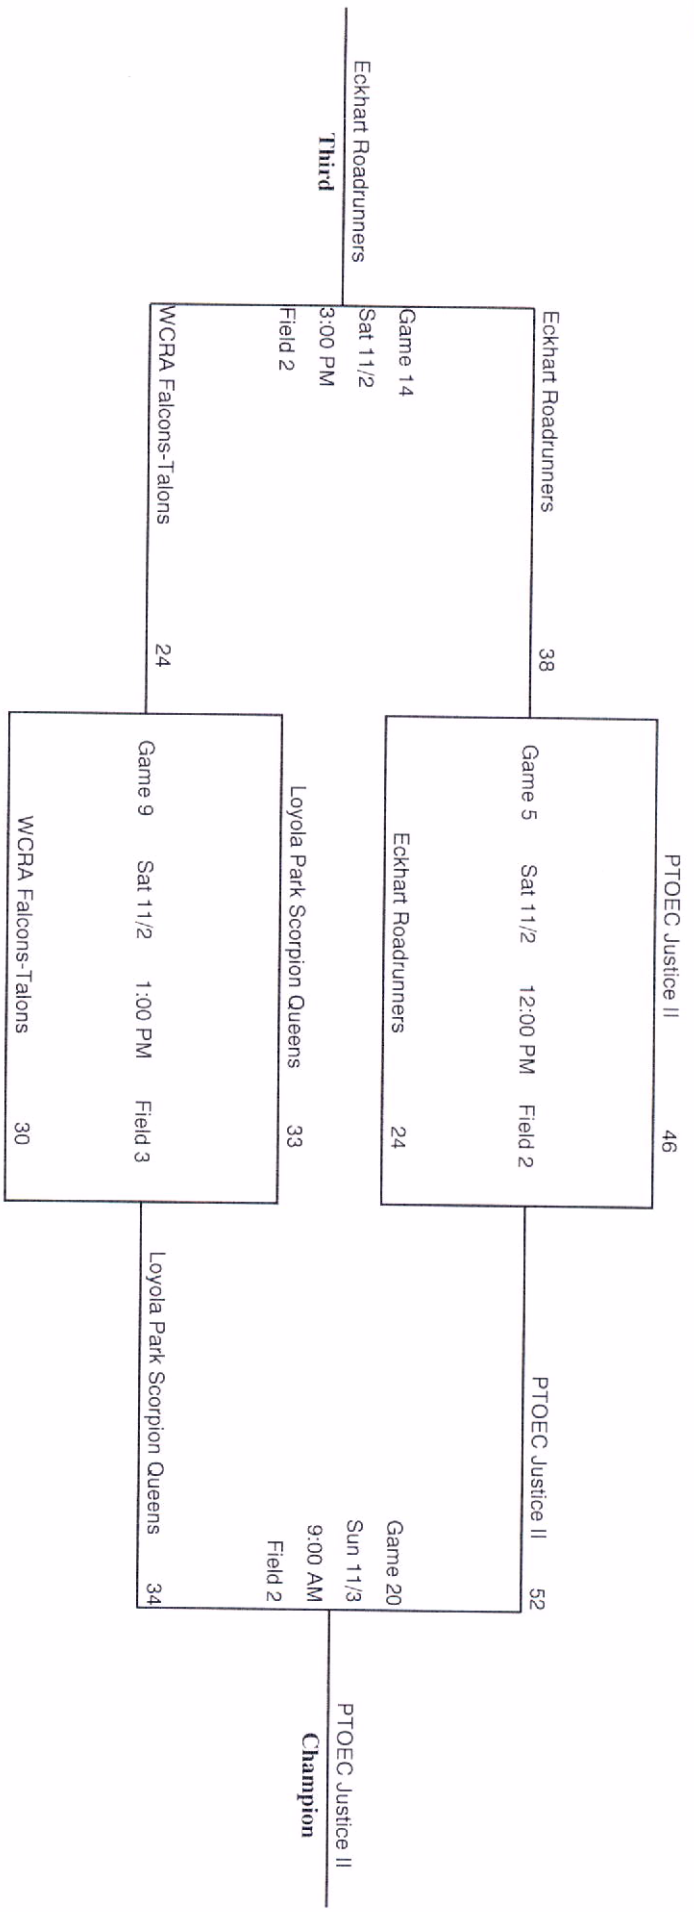 PTOEC Justice II 46
Eckhart Roadrunners 38
Game 5 Sat 11/2 12:00 PM Field 2
PTOEC Justice II 52
Eckhart Roadrunners 24
Eckhart Roadrunners
Third
Game 14
Sat 11/2
3:00 PM
Field 2
Game 20
Sun 11/3
9:00 AM
Field 2
PTOEC Justice II
Champion
Loyola Park Scorpion Queens 33
WCRA Falcons-Talons 24
Game 9 Sat 11/2 1:00 PM Field 3
Loyola Park Scorpion Queens 34
WCRA Falcons-Talons 30